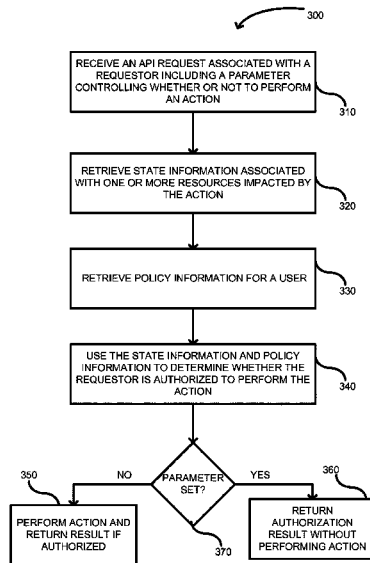 300
RECEIVE AN API REQUEST ASSOCIATED WITH A
REQUESTOR INCLUDING A PARAMETER
CONTROLLING WHETHER OR NOT TO PERFORM
AN ACTION
310
RETRIEVE STATE INFORMATION ASSOCIATED
WITH ONE OR MORE RESOURCES IMPACTED BY
THE ACTION
320
RETRIEVE POLICY INFORMATION FOR A USER
330
USE THE STATE INFORMATION AND POLICY
INFORMATION TO DETERMINE WHETHER THE
REQUESTOR IS AUTHORIZED TO PERFORM THE
ACTION
340
350
NO
PARAMETER
SET?
YES
360
PERFORM ACTION AND
RETURN RESULT IF
AUTHORIZED
370
RETURN
AUTHORIZATION
RESULT WITHOUT
PERFORMING ACTION